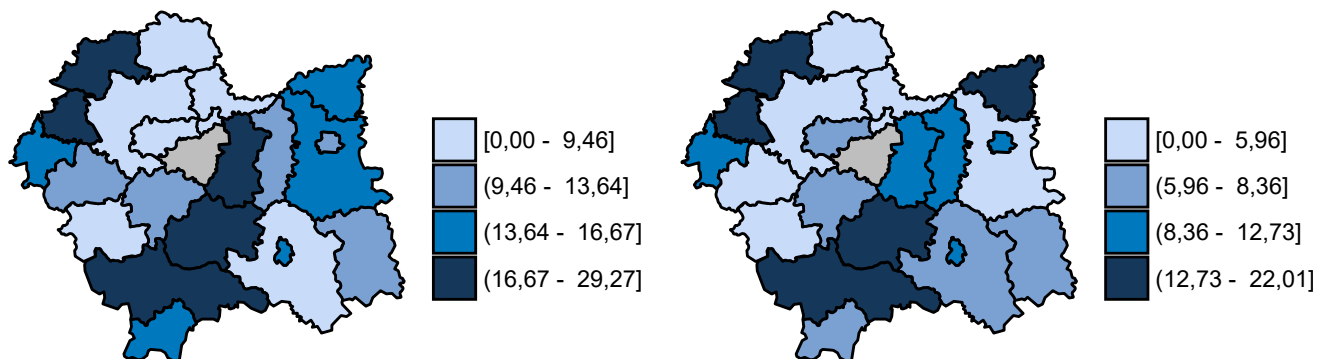 [0,00 - 9,46]
(9,46 - 13,64]
(13,64 - 16,67]
(16,67 - 29,27]
[0,00 - 5,96]
(5,96 - 8,36]
(8,36 - 12,73]
(12,73 - 22,01]